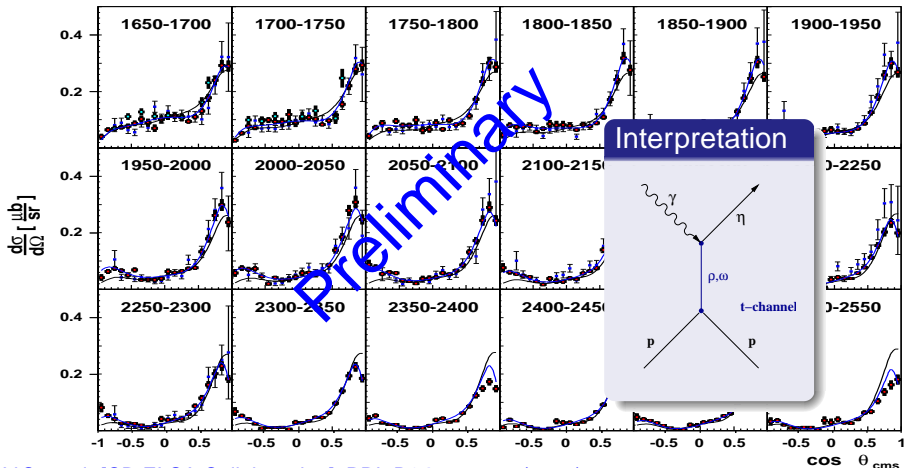 1650-1700
1700-1750
1750-1800
1800-1850
1850-1900
1900-1950
0.4
0.2
1950-2000
2000-2050
2050-2100
2100-2150
-2250
0.4
0.2
2250-2300
2300-2350
2350-2400
2400-2450
0-2550
0.4
0.2
dσ
dΩ
[
μb
sr
]
-1 -0.5 0 0.5
-0.5 0 0.5
-0.5 0 0.5
-0.5 0 0.5
-0.5 0 0.5
-0.5 0 0.5 1
cos θ cms
Preliminary
Interpretation
γ
η
ρ,ω
t−channel
p p